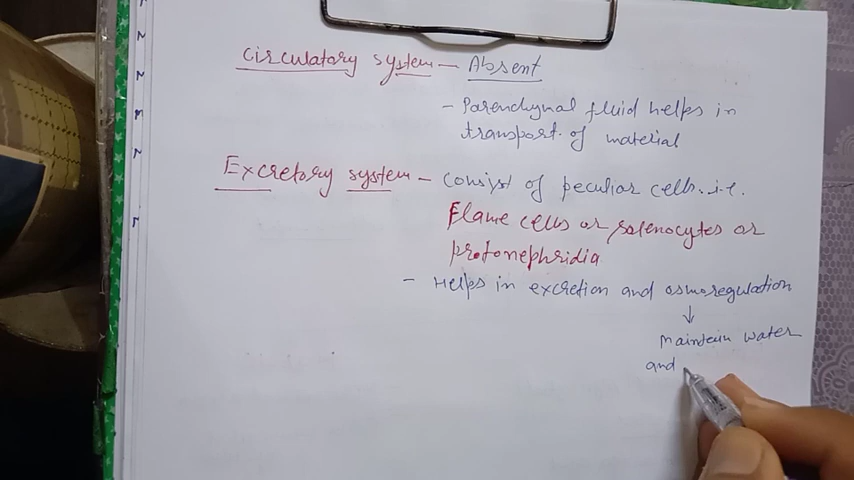 circulatory system - Absent
- Parenchymal fluid helps in
transport of material
Excretory system - consist of peculiar cells. i.e.
Flame cells or solenocytes or
protonephridia
- Helps in excretion and osmoregulation
↓
maintain water
and